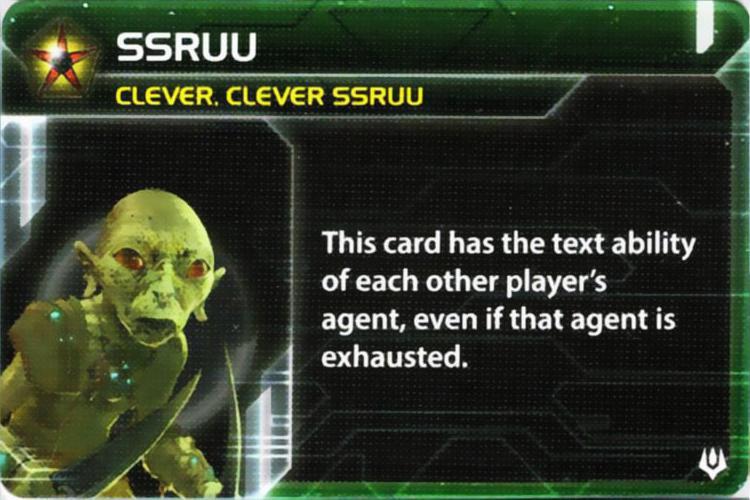 SSRUU
CLEVER, CLEVER SSRUU
This card has the text ability
of each other player's
agent, even if that agent is
exhausted.